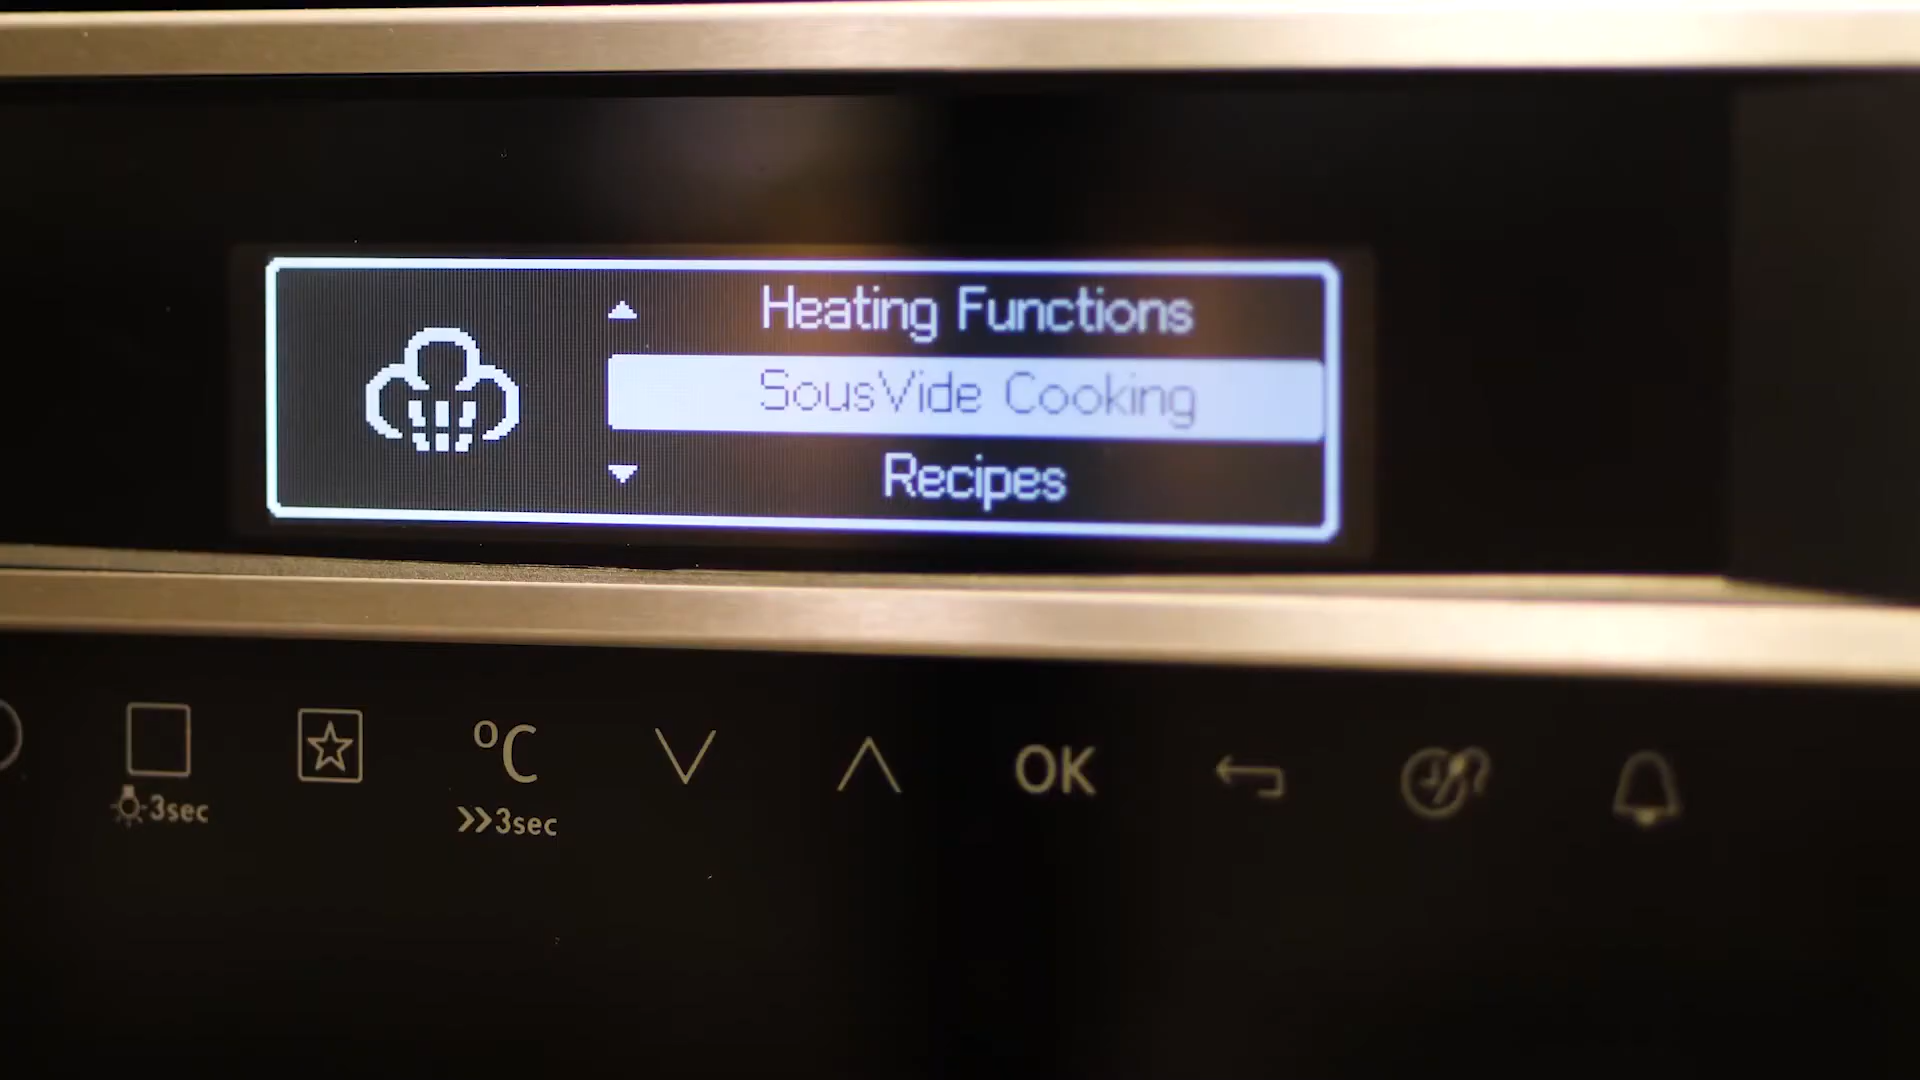 Heating Functions
SousVide Cooking
Recipes
°C
OK
3sec
»3sec